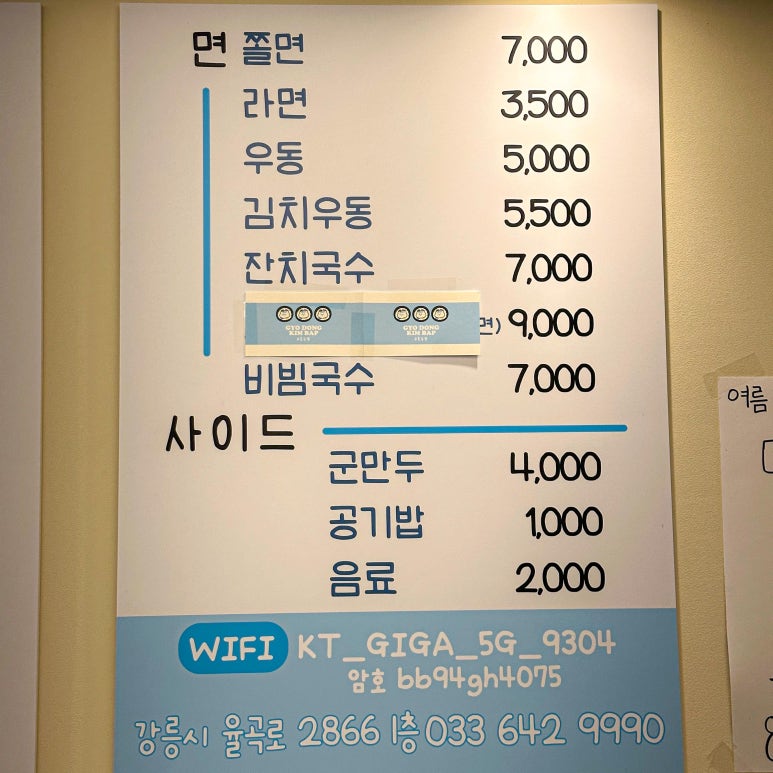 면 쫄면 7,000
라면 3,500
우동 5,000
김치우동 5,500
잔치국수 7,000
GYO DONG KIM BAP GYO DONG KIM BAP 면) 9,000
비빔국수 7,000
사이드
군만두 4,000
공기밥 1,000
음료 2,000
WIFI KT_GIGA_5G_9304
암호 bb94gh4075
강릉시 율곡로 2866 1층 033 642 9990
여름